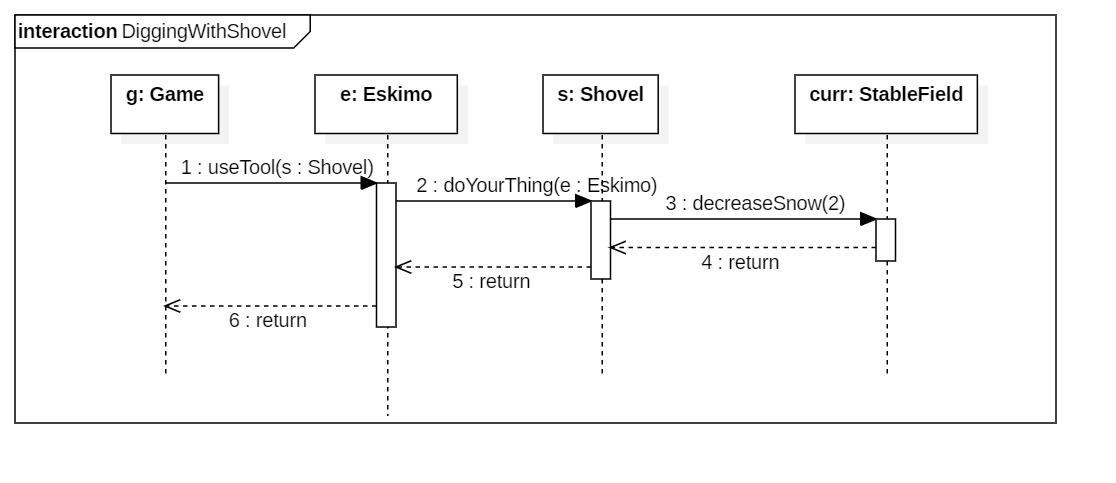 interaction DiggingWithShovel
g: Game
e: Eskimo
s: Shovel
curr: StableField
1 : useTool(s : Shovel)
2 : doYourThing(e : Eskimo)
3 : decreaseSnow(2)
4 : return
5 : return
6 : return